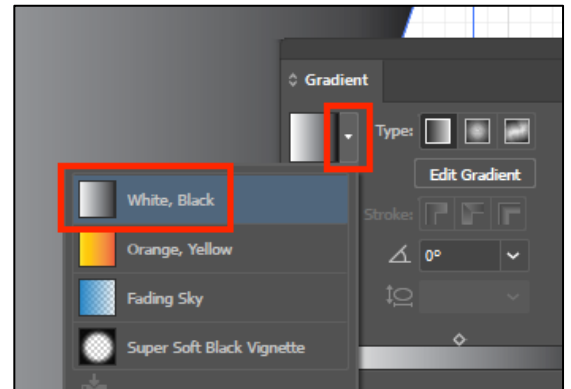 Gradient
Type:
Edit Gradient
White, Black
Stroke:
Orange, Yellow
0°
Fading Sky
Super Soft Black Vignette